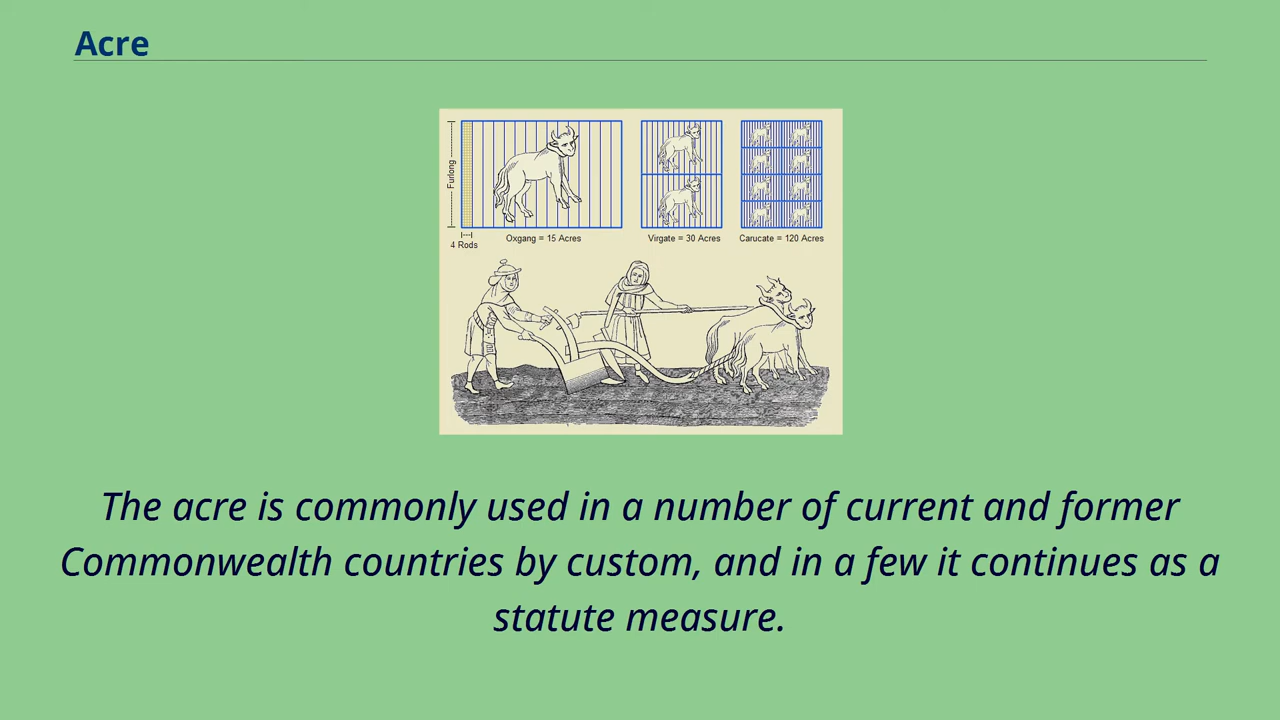 Acre
Furlong
4 Rods
Oxgang = 15 Acres
Virgate = 30 Acres
Carucate = 120 Acres
The acre is commonly used in a number of current and former
Commonwealth countries by custom, and in a few it continues as a
statute measure.